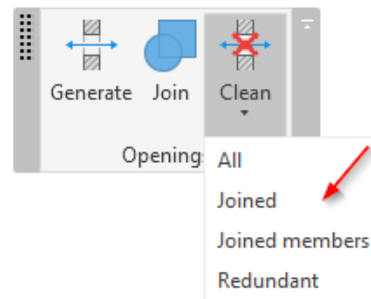 Generate Join Clean
Opening
All
Joined
Joined members
Redundant